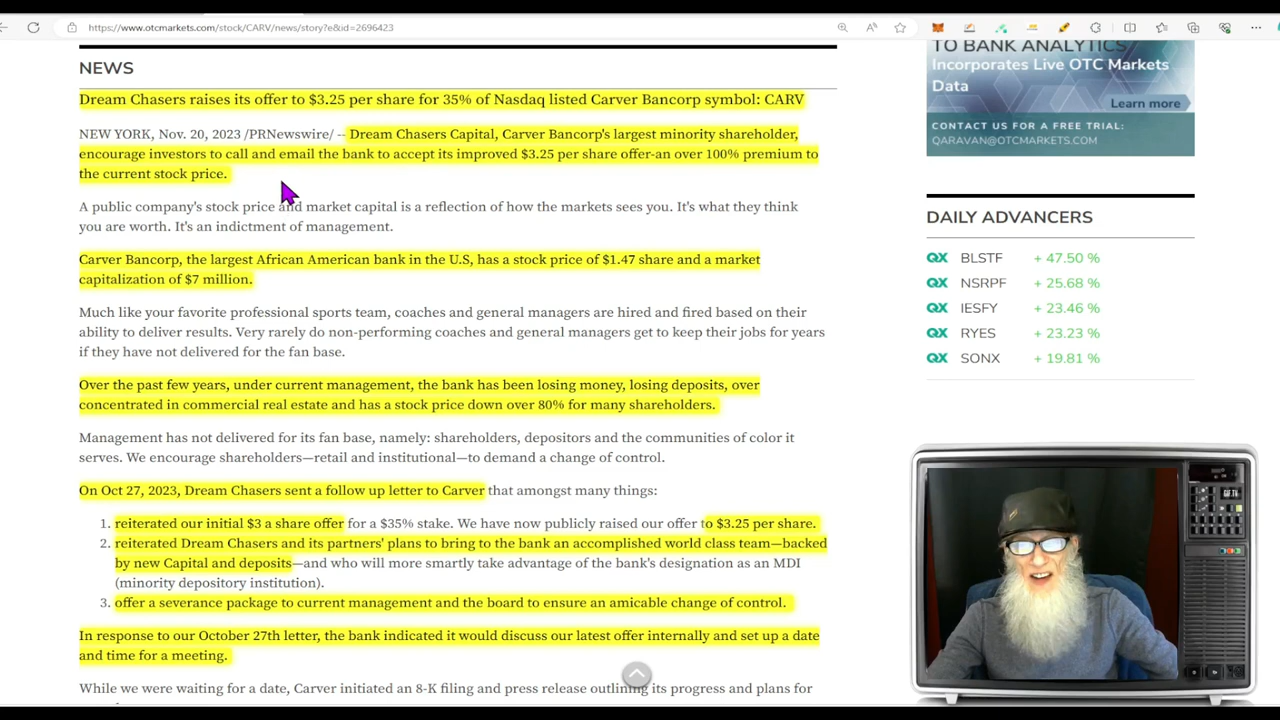 https://www.otcmarkets.com/stock/CARV/news/story?e&id=2696423
NEWS
Dream Chasers raises its offer to $3.25 per share for 35% of Nasdaq listed Carver Bancorp symbol: CARV
NEW YORK, Nov. 20, 2023 /PRNewswire/ -- Dream Chasers Capital, Carver Bancorp's largest minority shareholder,
encourage investors to call and email the bank to accept its improved $3.25 per share offer-an over 100% premium to
the current stock price.
A public company's stock price and market capital is a reflection of how the markets sees you. It's what they think
you are worth. It's an indictment of management.
Carver Bancorp, the largest African American bank in the U.S, has a stock price of $1.47 share and a market
capitalization of $7 million.
Much like your favorite professional sports team, coaches and general managers are hired and fired based on their
ability to deliver results. Very rarely do non-performing coaches and general managers get to keep their jobs for years
if they have not delivered for the fan base.
Over the past few years, under current management, the bank has been losing money, losing deposits, over
concentrated in commercial real estate and has a stock price down over 80% for many shareholders.
Management has not delivered for its fan base, namely: shareholders, depositors and the communities of color it
serves. We encourage shareholders—retail and institutional—to demand a change of control.
On Oct 27, 2023, Dream Chasers sent a follow up letter to Carver that amongst many things:
1. reiterated our initial $3 a share offer for a $35% stake. We have now publicly raised our offer to $3.25 per share.
2. reiterated Dream Chasers and its partners' plans to bring to the bank an accomplished world class team—backed
by new Capital and deposits—and who will more smartly take advantage of the bank's designation as an MDI
(minority depository institution).
3. offer a severance package to current management and the board to ensure an amicable change of control.
In response to our October 27th letter, the bank indicated it would discuss our latest offer internally and set up a date
and time for a meeting.
While we were waiting for a date, Carver initiated an 8-K filing and press release outlining its progress and plans for
TO BANK ANALYTICS
Incorporates Live OTC Markets
Data
Learn more
CONTACT US FOR A FREE TRIAL:
QARAVAN@OTCMARKETS.COM
DAILY ADVANCERS
QX BLSTF + 47.50 %
QX NSRPF + 25.68 %
QX IESFY + 23.46 %
QX RYES + 23.23 %
QX SONX + 19.81 %